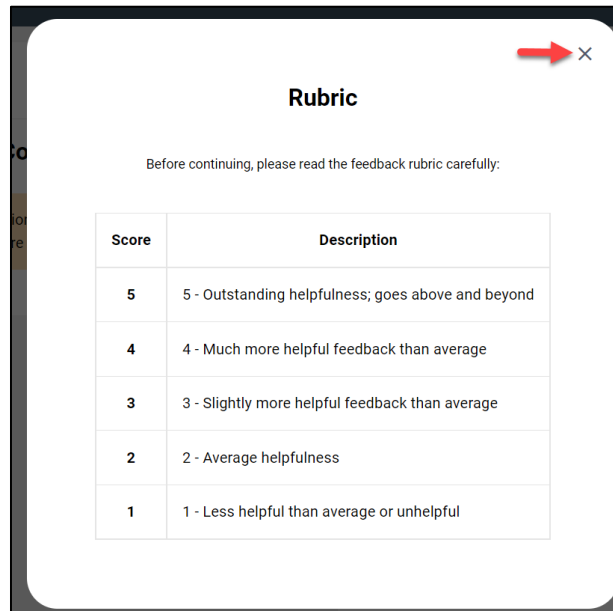 Rubric
Before continuing, please read the feedback rubric carefully:
Score Description
5 5 - Outstanding helpfulness; goes above and beyond
4 4 - Much more helpful feedback than average
3 3 - Slightly more helpful feedback than average
2 2 - Average helpfulness
1 1 - Less helpful than average or unhelpful